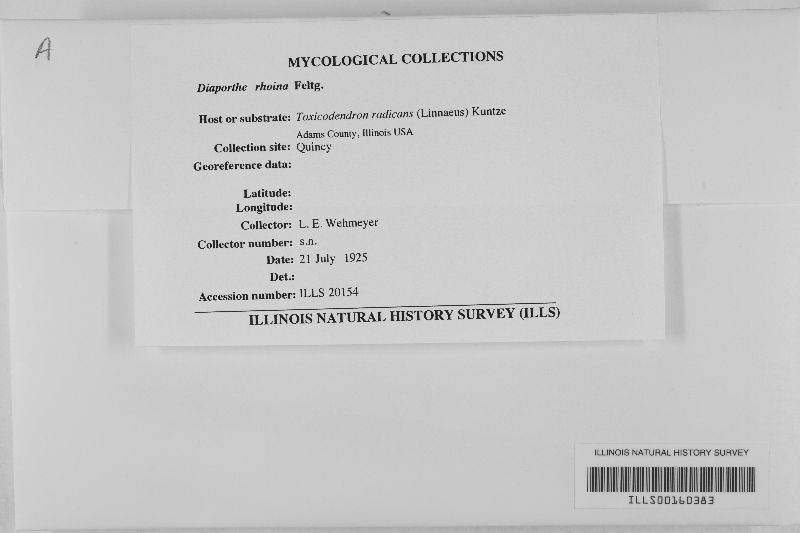 A
MYCOLOGICAL COLLECTIONS
Diaporthe rhoina Feltg.
Host or substrate: Toxicodendron radicans (Linnaeus) Kuntze
Adams County, Illinois USA
Collection site: Quincy
Georeference data:
Latitude:
Longitude:
Collector: L. E. Wehmeyer
Collector number: s.n.
Date: 21 July 1925
Det.:
Accession number: ILLS 20154
ILLINOIS NATURAL HISTORY SURVEY (ILLS)
ILLINOIS NATURAL HISTORY SURVEY
ILLS00160383